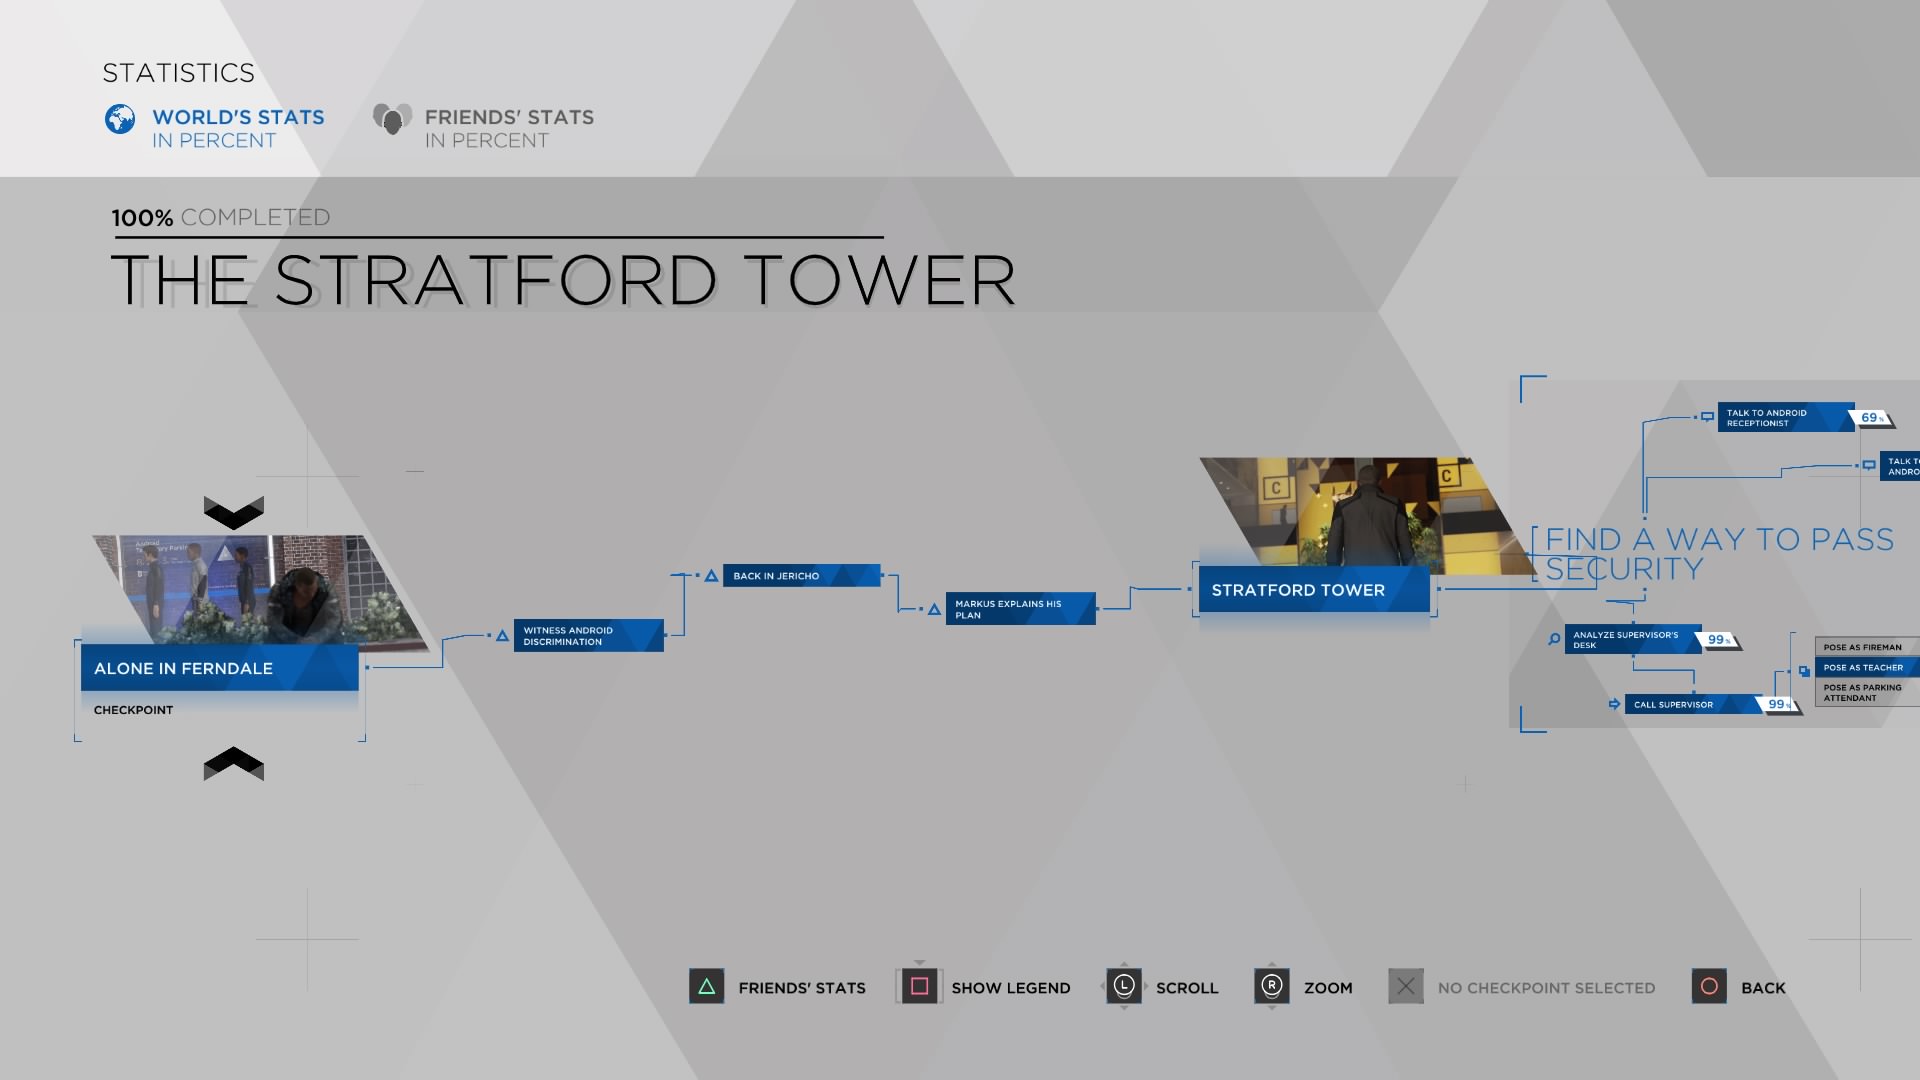 STATISTICS
WORLD'S STATS
IN PERCENT
FRIENDS' STATS
IN PERCENT
100% COMPLETED
THE STRATFORD TOWER
ALONE IN FERNDALE
CHECKPOINT
WITNESS ANDROID
DISCRIMINATION
BACK IN JERICHO
MARKUS EXPLAINS HIS
PLAN
C
C
STRATFORD TOWER
TALK TO ANDROID
RECEPTIONIST
69%
FIND A WAY TO PASS
SECURITY
ANALYZE SUPERVISOR'S
DESK
99%
CALL SUPERVISOR
99%
POSE AS FIREMAN
POSE AS TEACHER
POSE AS PARKING
ATTENDANT
FRIENDS' STATS
SHOW LEGEND
L
SCROLL
R
ZOOM
NO CHECKPOINT SELECTED
BACK